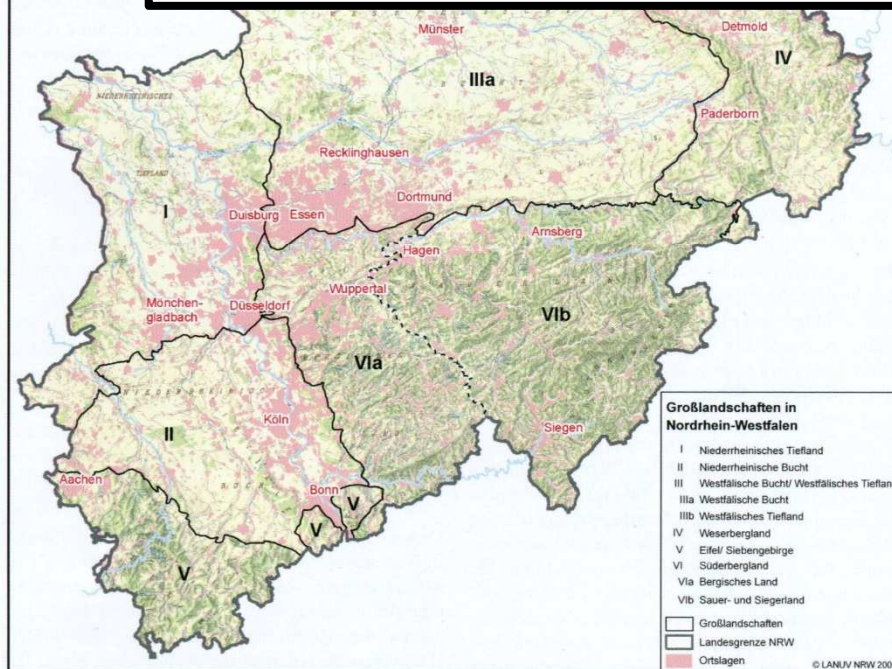 Münster
Detmold
IV
IIIa
NIEDERRHEINISCHES
Paderborn
Recklinghausen
TIEFLAND
Dortmund
I
Duisburg
Essen
Arnsberg
Hagen
Wuppertal
Mönchen-
gladbach
Düsseldorf
VIb
VIa
Köln
II
Siegen
Aachen
Bonn
V
V
V
Großlandschaften in
Nordrhein-Westfalen
I Niederrheinisches Tiefland
II Niederrheinische Bucht
III Westfälische Bucht/ Westfälisches Tieflan
IIIa Westfälische Bucht
IIIb Westfälisches Tiefland
IV Weserbergland
V Eifel/ Siebengebirge
VI Süderbergland
VIa Bergisches Land
VIb Sauer- und Siegerland
Großlandschaften
Landesgrenze NRW
Ortslagen
© LANUV NRW 200